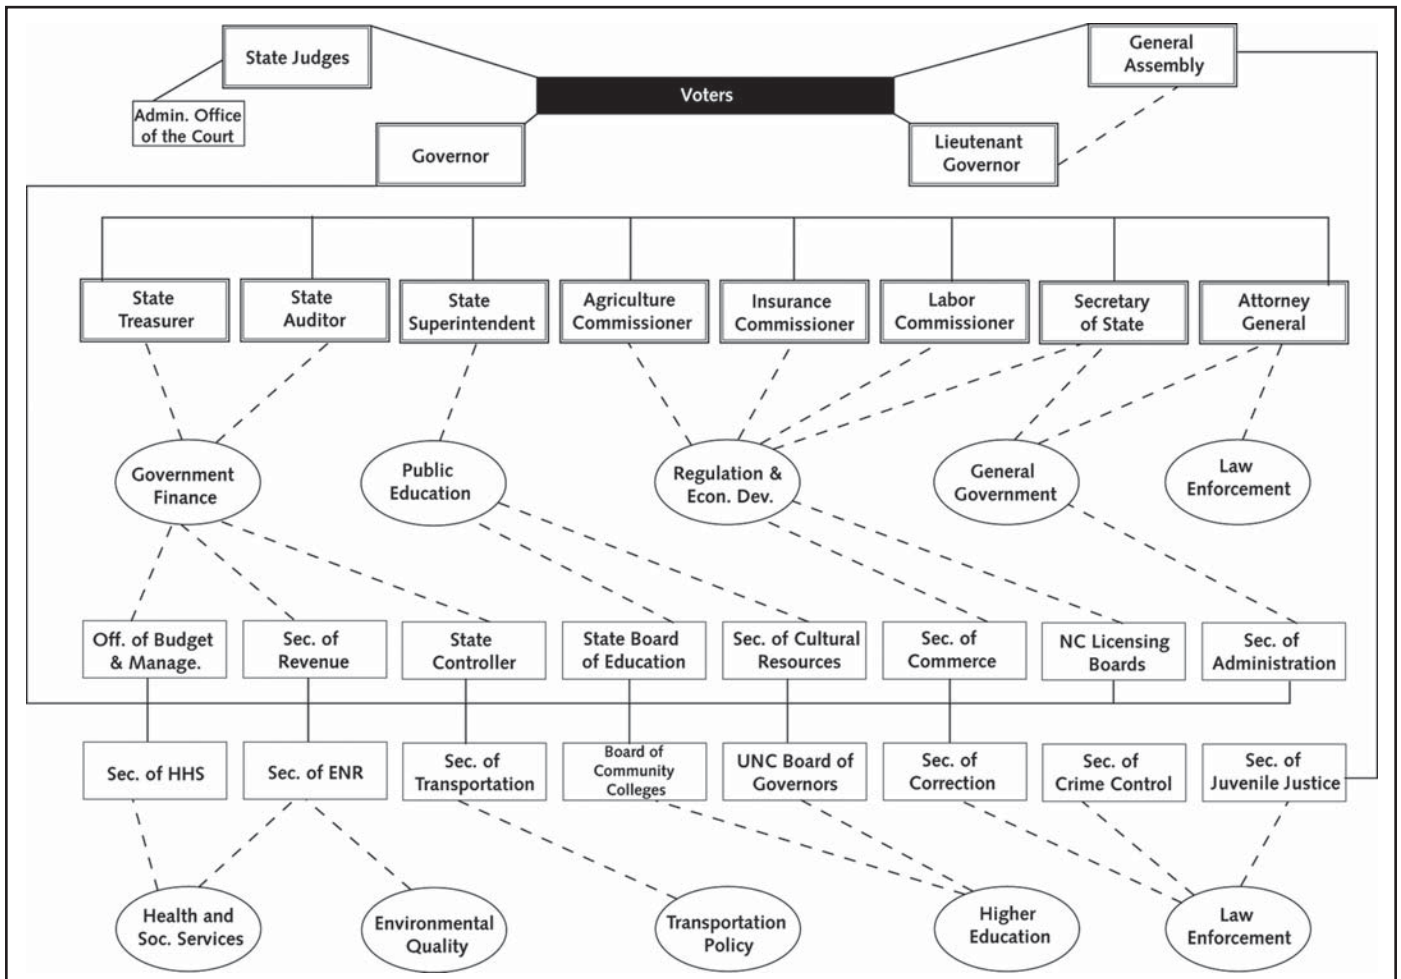 State Judges
General
Assembly
Voters
Admin. Office
of the Court
Governor
Lieutenant
Governor
State
Treasurer
State
Auditor
State
Superintendent
Agriculture
Commissioner
Insurance
Commissioner
Labor
Commissioner
Secretary
of State
Attorney
General
Government
Finance
Public
Education
Regulation &
Econ. Dev.
General
Government
Law
Enforcement
Off. of Budget
& Manage.
Sec. of
Revenue
State
Controller
State Board
of Education
Sec. of Cultural
Resources
Sec. of
Commerce
NC Licensing
Boards
Sec. of
Administration
Sec. of HHS
Sec. of ENR
Sec. of
Transportation
Board of
Community
Colleges
UNC Board of
Governors
Sec. of
Correction
Sec. of
Crime Control
Sec. of
Juvenile Justice
Health and
Soc. Services
Environmental
Quality
Transportation
Policy
Higher
Education
Law
Enforcement